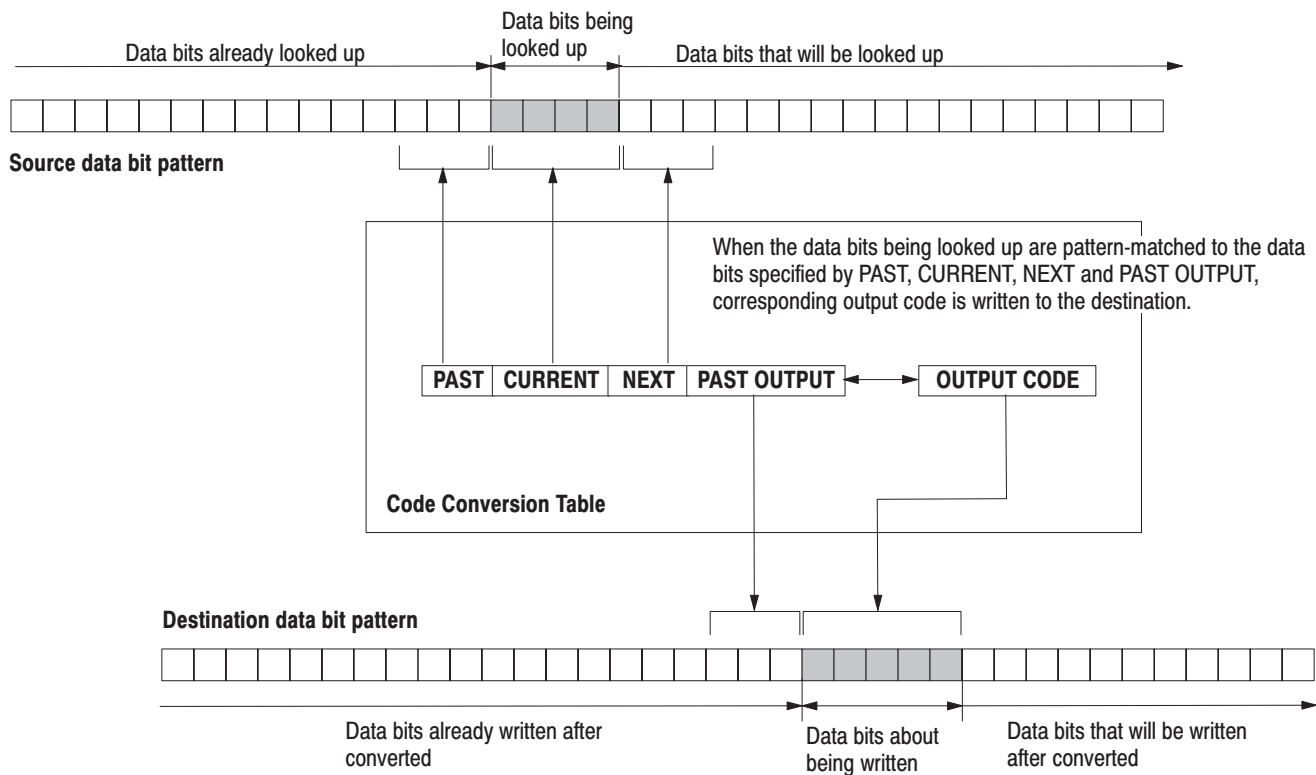 Data bits being
looked up
Data bits already looked up
Data bits that will be looked up
Source data bit pattern
When the data bits being looked up are pattern-matched to the data
bits specified by PAST, CURRENT, NEXT and PAST OUTPUT,
corresponding output code is written to the destination.
PAST CURRENT NEXT PAST OUTPUT OUTPUT CODE
Code Conversion Table
Destination data bit pattern
Data bits already written after
converted
Data bits about
being written
Data bits that will be written
after converted